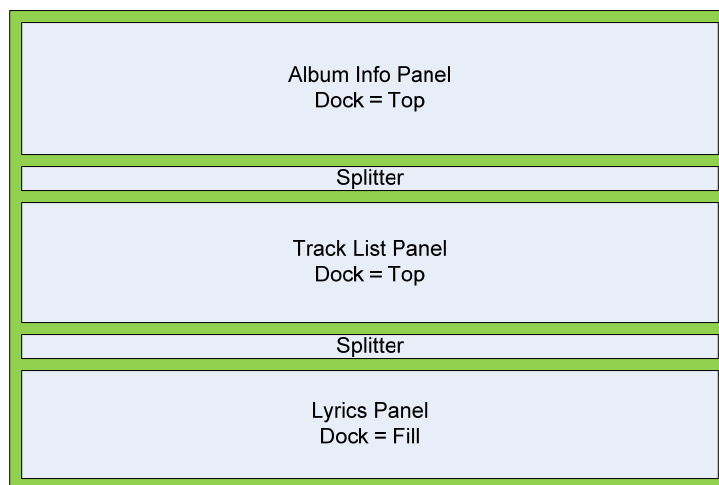 Album Info Panel
Dock = Top
Splitter
Track List Panel
Dock = Top
Splitter
Lyrics Panel
Dock = Fill